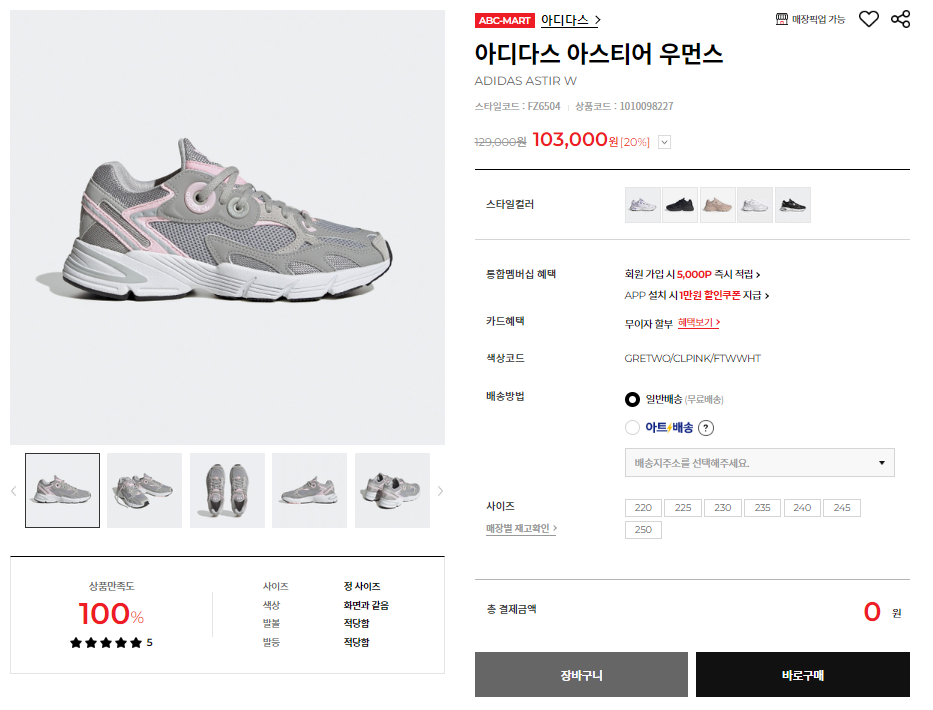 ABC-MART 아디다스 >
매장픽업 가능
아디다스 아스티어 우먼스
ADIDAS ASTIR W
스타일코드 : FZ6504 | 상품코드 : 1010098227
129,000원 103,000원 [20%]
스타일컬러
통합멤버십 혜택
회원 가입 시 5,000P 즉시 적립 >
APP 설치 시 1만원 할인쿠폰 지급 >
카드혜택
무이자 할부 혜택보기 >
색상코드
GRETWO/CLPINK/FTWWHT
배송방법
일반배송 (무료배송)
아트배송 ?
배송지주소를 선택해주세요.
사이즈
매장별 재고확인 >
220 225 230 235 240 245
250
총 결제금액
0 원
장바구니
바로구매
상품만족도
100%
5
사이즈 정 사이즈
색상 화면과 같음
발볼 적당함
발등 적당함